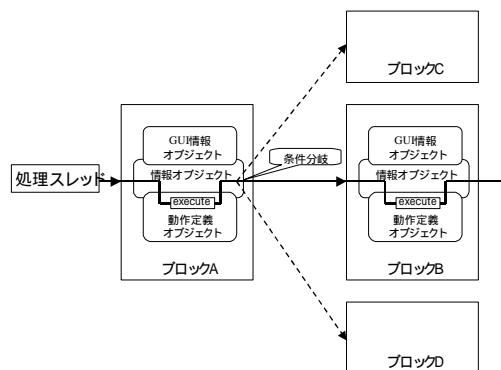 ブロックC
GUI情報
オブジェクト
条件分岐
GUI情報
オブジェクト
処理スレッド
情報オブジェクト
情報オブジェクト
execute
execute
動作定義
オブジェクト
動作定義
オブジェクト
ブロックA
ブロックB
ブロックD